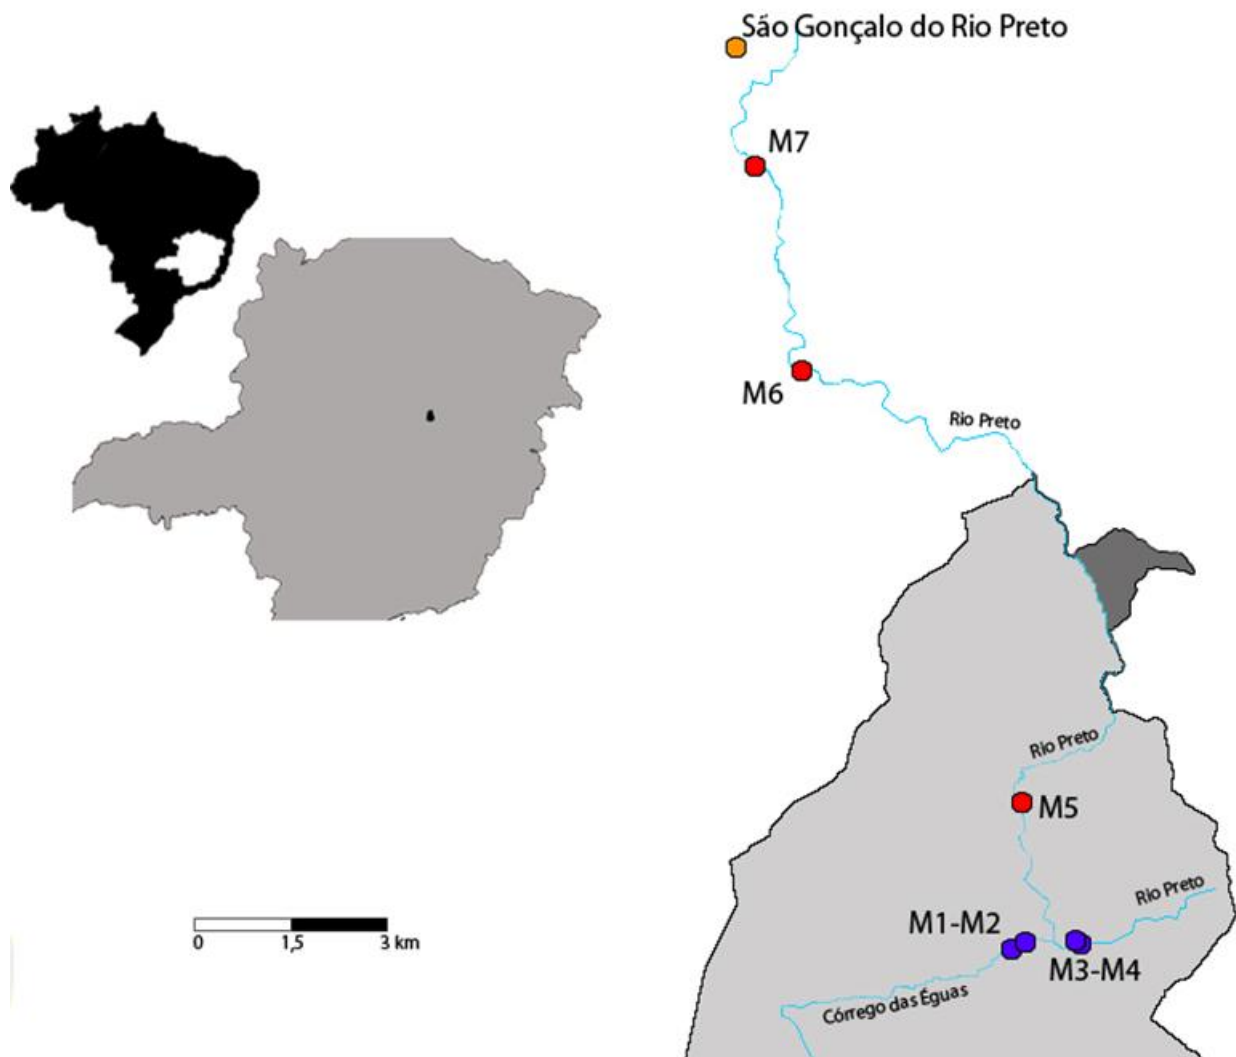 São Gonçalo do Rio Preto
M7
M6
Rio Preto
Rio Preto
M5
Rio Preto
M1-M2
M3-M4
Córrego das Éguas
0 1,5 3 km